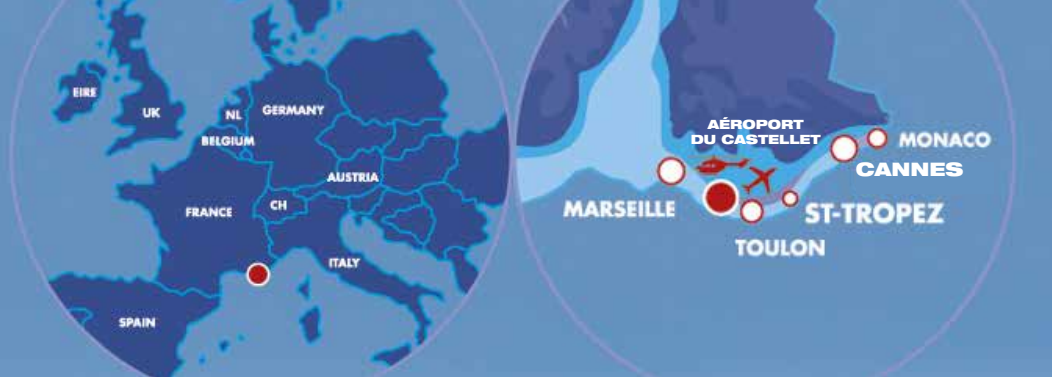 EIRE
UK
NL
GERMANY
BELGIUM
AUSTRIA
FRANCE
CH
ITALY
SPAIN
AÉROPORT
DU CASTELLET
MONACO
CANNES
MARSEILLE
ST-TROPEZ
TOULON